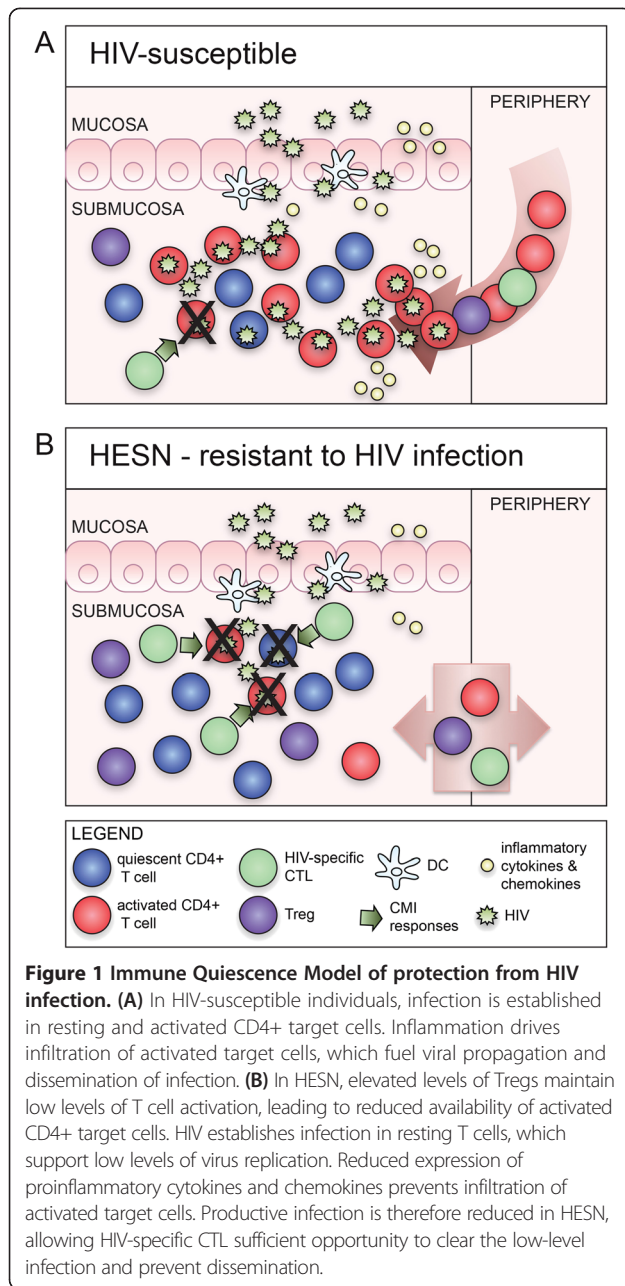 A
HIV-susceptible
PERIPHERY
MUCOSA
SUBMUCOSA
B
HESN - resistant to HIV infection
PERIPHERY
MUCOSA
SUBMUCOSA
LEGEND
quiescent CD4+
T cell
HIV-specific
CTL
DC
inflammatory
cytokines &
chemokines
activated CD4+
T cell
Treg
CMI
responses
HIV
Figure 1 Immune Quiescence Model of protection from HIV
infection. (A) In HIV-susceptible individuals, infection is established
in resting and activated CD4+ target cells. Inflammation drives
infiltration of activated target cells, which fuel viral propagation and
dissemination of infection. (B) In HESN, elevated levels of Tregs maintain
low levels of T cell activation, leading to reduced availability of activated
CD4+ target cells. HIV establishes infection in resting T cells, which
support low levels of virus replication. Reduced expression of
proinflammatory cytokines and chemokines prevents infiltration of
activated target cells. Productive infection is therefore reduced in HESN,
allowing HIV-specific CTL sufficient opportunity to clear the low-level
infection and prevent dissemination.